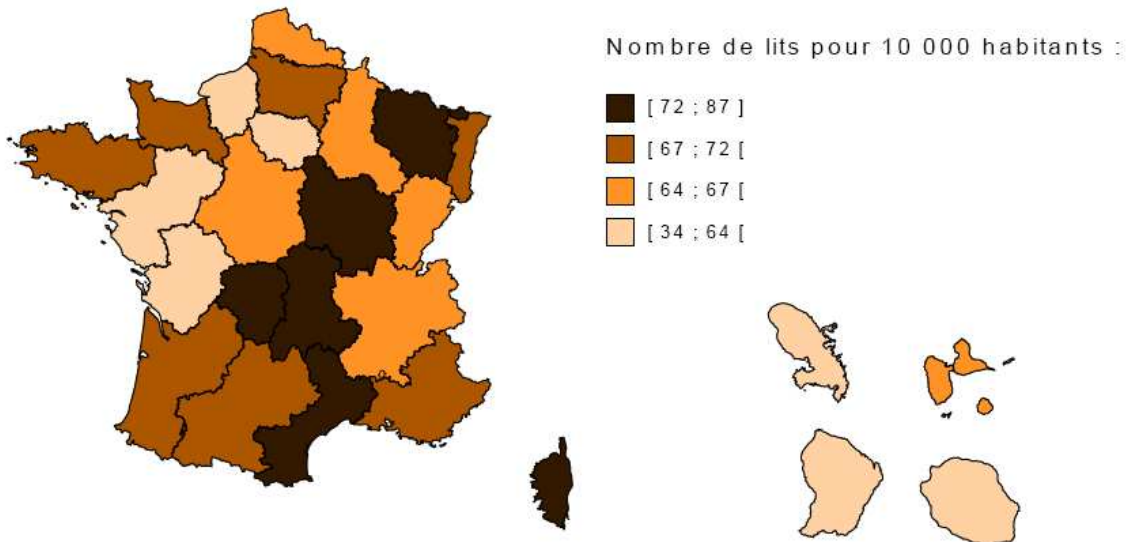 Nombre de lits pour 10 000 habitants :
[ 72 ; 87 ]
[ 67 ; 72 [
[ 64 ; 67 [
[ 34 ; 64 [